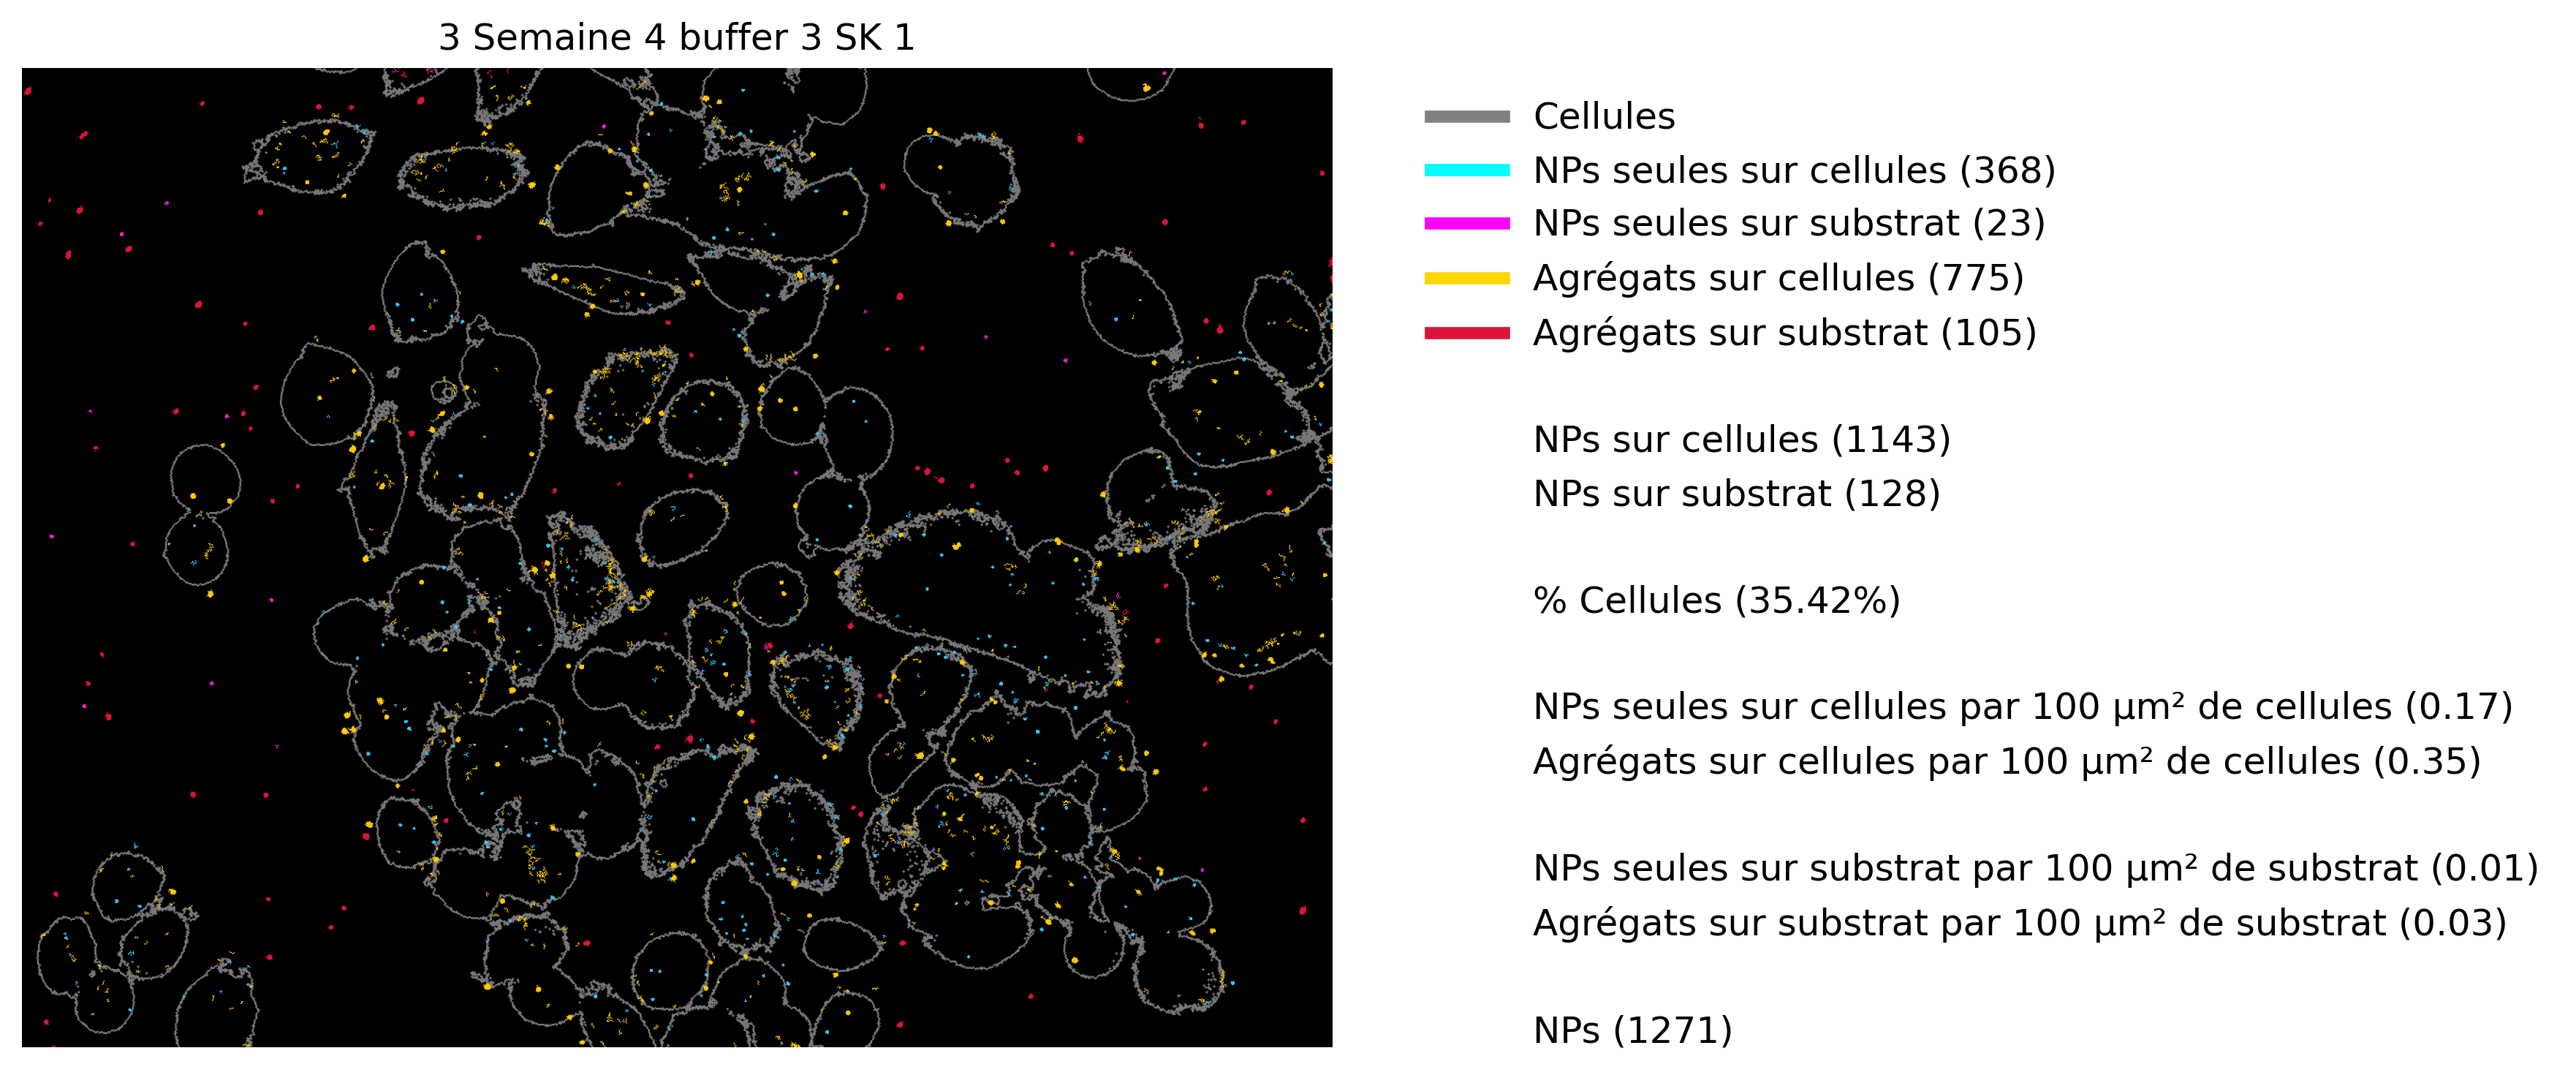 3 Semaine 4 buffer 3 SK 1
Cellules
NPs seules sur cellules (368)
NPs seules sur substrat (23)
Agrégats sur cellules (775)
Agrégats sur substrat (105)
NPs sur cellules (1143)
NPs sur substrat (128)
% Cellules (35.42%)
NPs seules sur cellules par 100 µm² de cellules (0.17)
Agrégats sur cellules par 100 µm² de cellules (0.35)
NPs seules sur substrat par 100 µm² de substrat (0.01)
Agrégats sur substrat par 100 µm² de substrat (0.03)
NPs (1271)